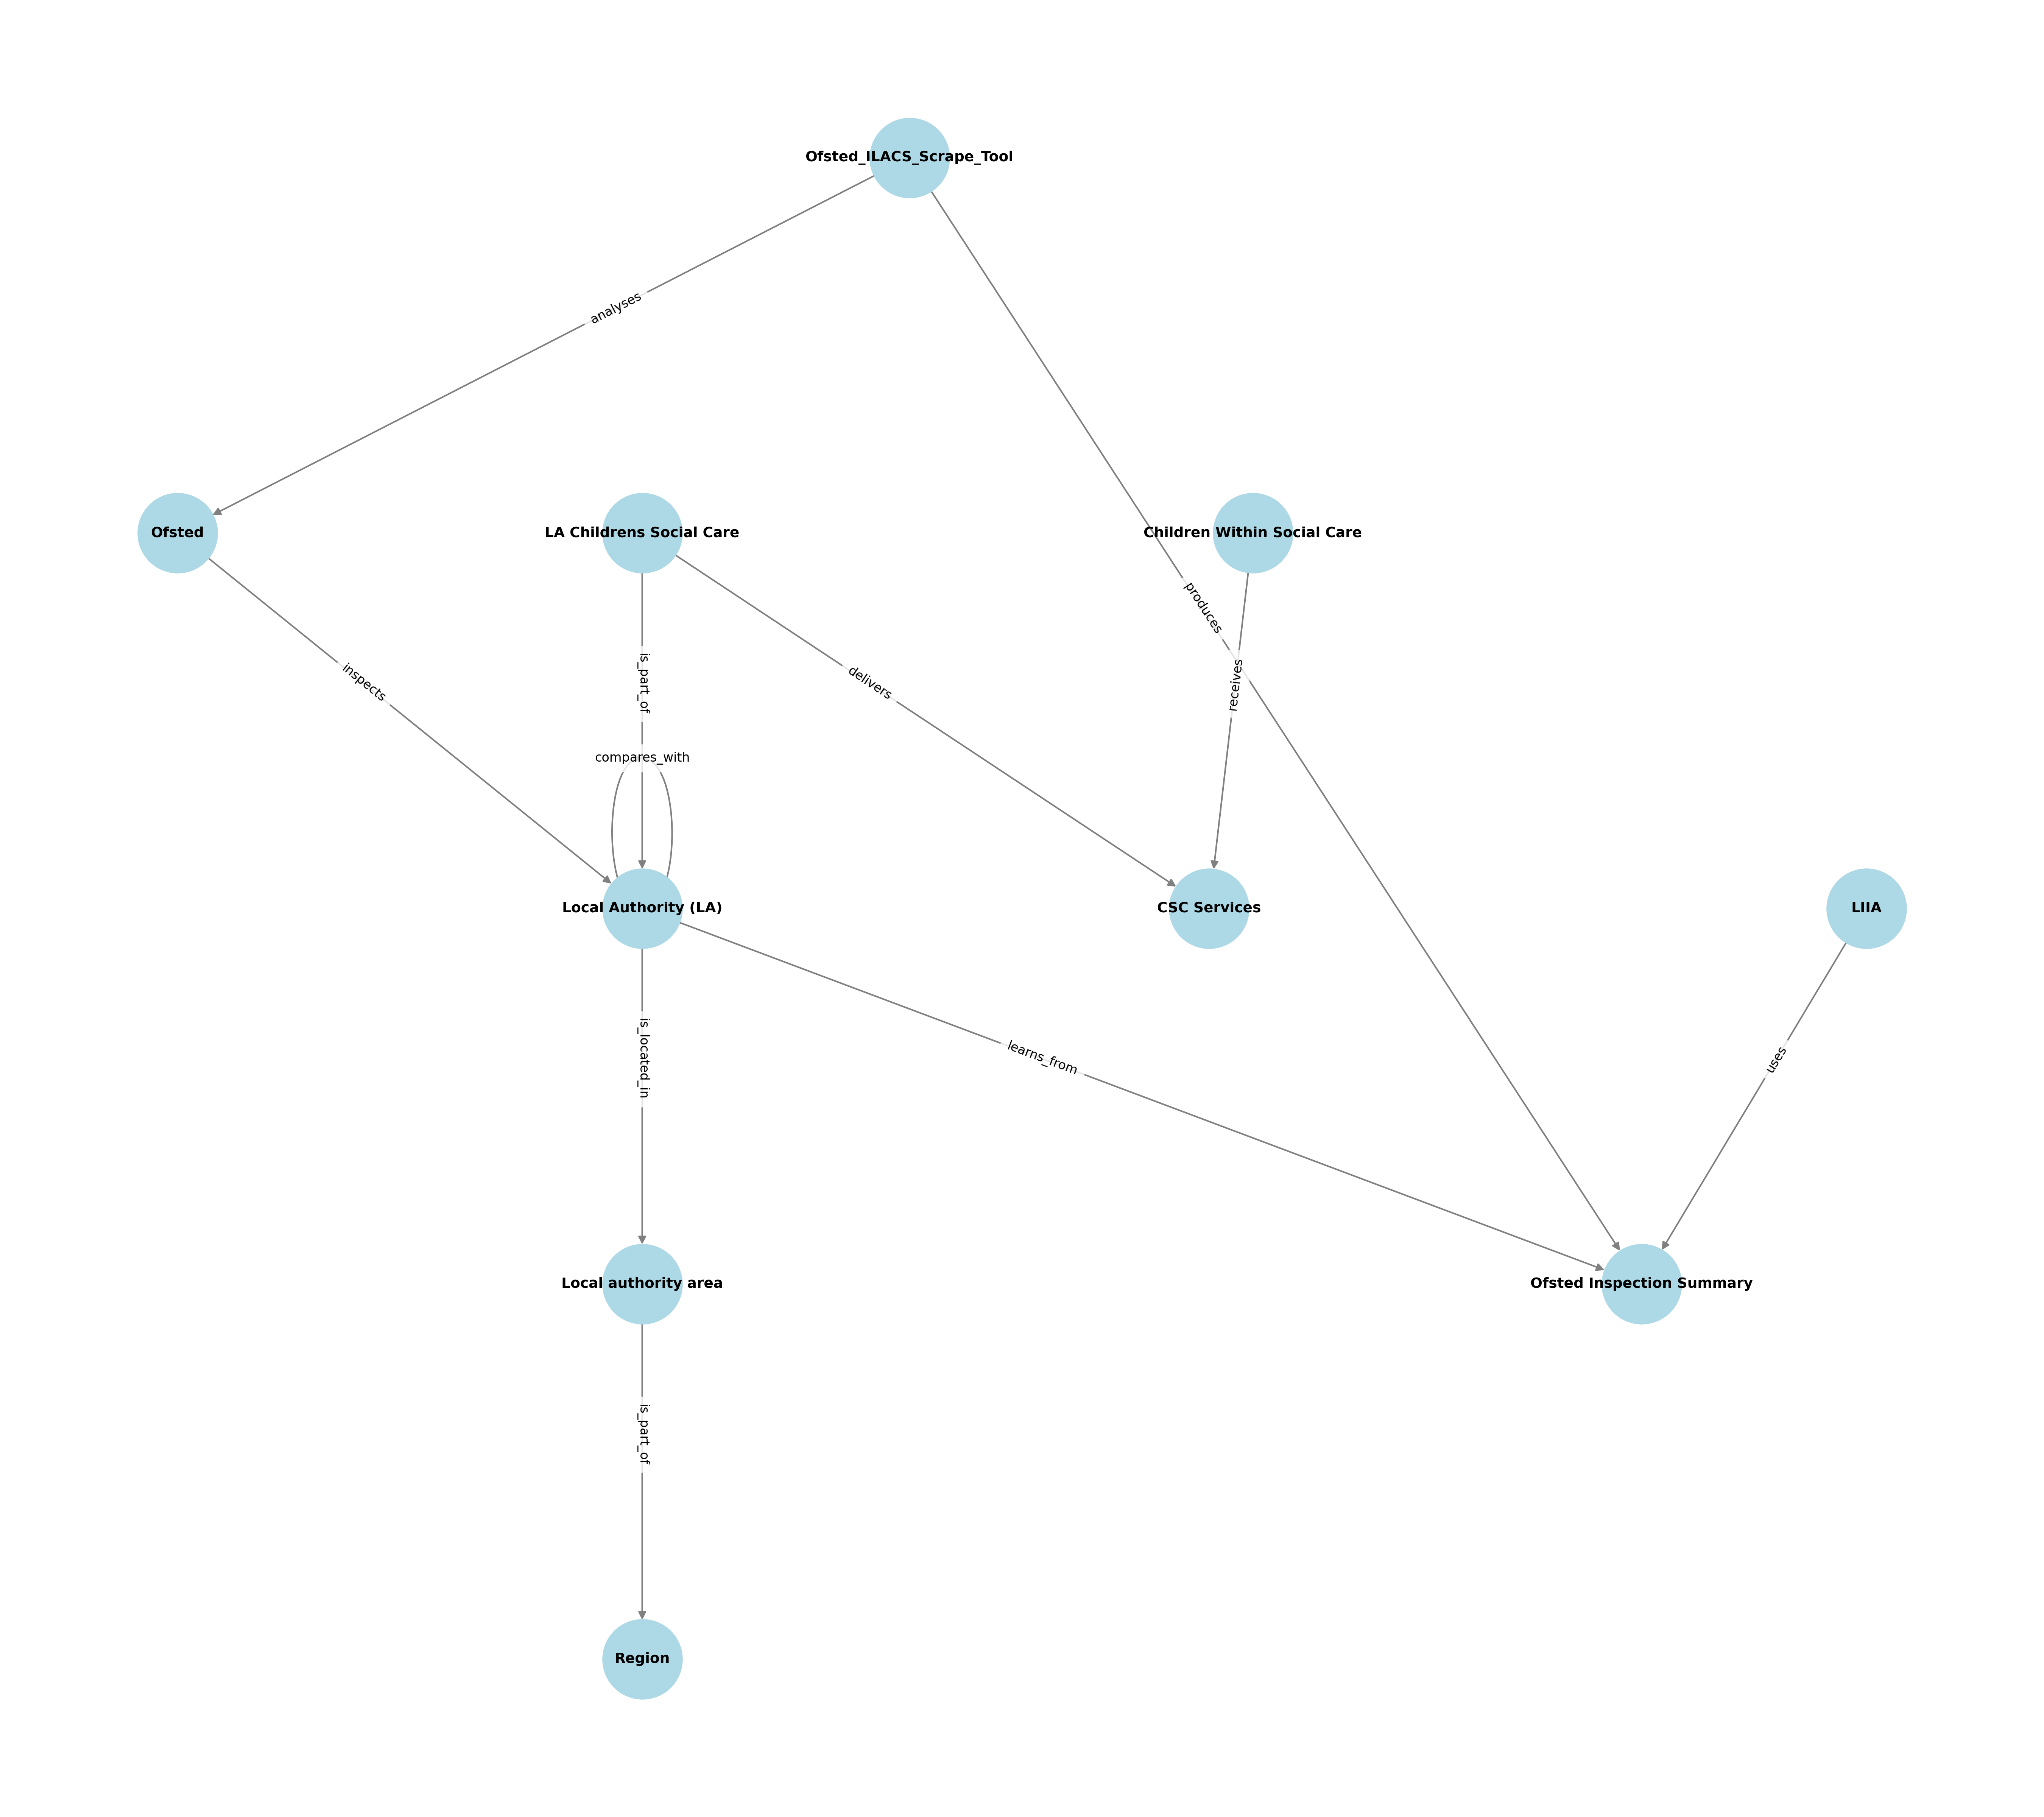 Ofsted_ILACS_Scrape_Tool
analyses
Ofsted
LA Childrens Social Care
Children Within Social Care
produces
inspects
is_part_of
delivers
receives
compares_with
Local Authority (LA)
CSC Services
LIIA
is_located_in
learns_from
uses
Local authority area
Ofsted Inspection Summary
is_part_of
Region